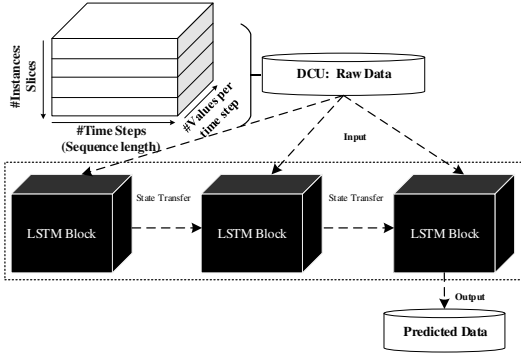 #Instances:
Slices
#Time Steps
(Sequence length)
#Values per
time step
DCU:  Raw Data
Input
LSTM Block
State Transfer
LSTM Block
State Transfer
LSTM Block
Output
Predicted Data